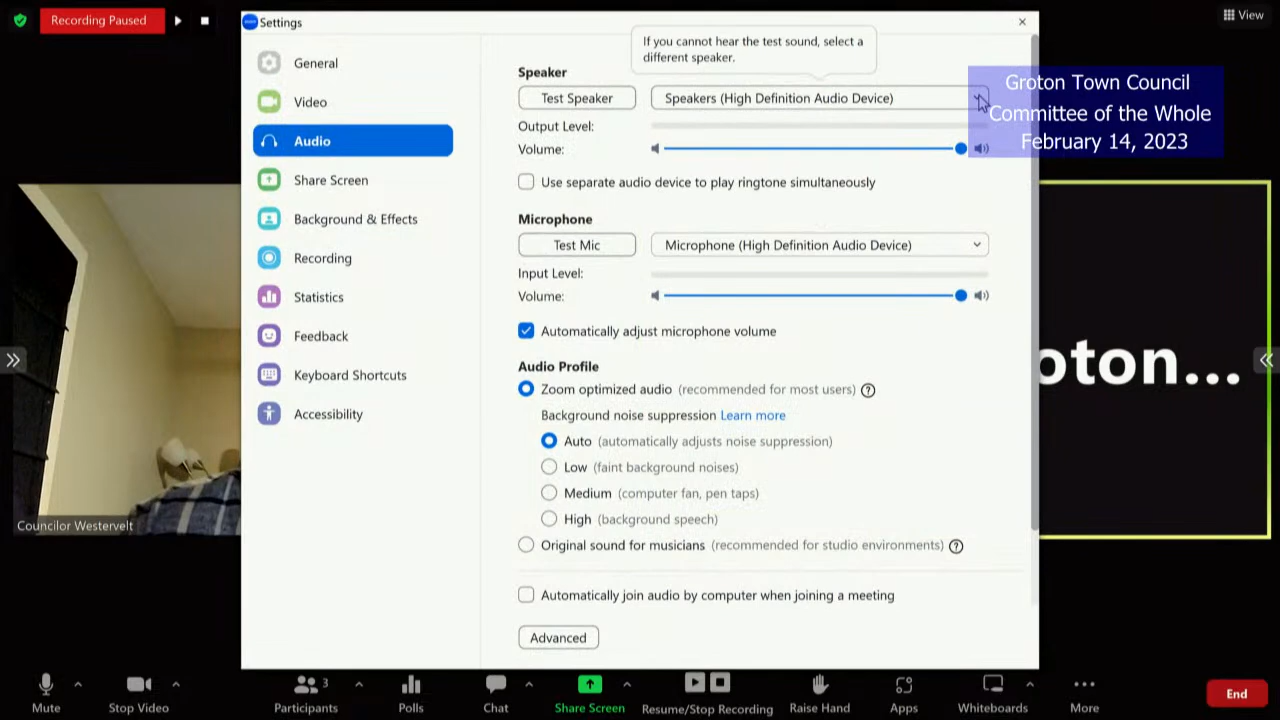 Recording Paused
Settings
View
If you cannot hear the test sound, select a
different speaker.
General
Video
Audio
Share Screen
Background & Effects
Recording
Statistics
Feedback
Keyboard Shortcuts
Accessibility
Speaker
Test Speaker
Speakers (High Definition Audio Device)
Output Level:
Volume:
Use separate audio device to play ringtone simultaneously
Microphone
Test Mic
Microphone (High Definition Audio Device)
Input Level:
Volume:
Automatically adjust microphone volume
Audio Profile
Zoom optimized audio (recommended for most users)
Background noise suppression Learn more
Auto (automatically adjusts noise suppression)
Low (faint background noises)
Medium (computer fan, pen taps)
High (background speech)
Original sound for musicians (recommended for studio environments)
Automatically join audio by computer when joining a meeting
Advanced
Groton Town Council
Committee of the Whole
February 14, 2023
oton...
Councilor Westervelt
Mute
Stop Video
Participants
3
Polls
Chat
Share Screen
Resume/Stop Recording
Raise Hand
Apps
Whiteboards
More
End